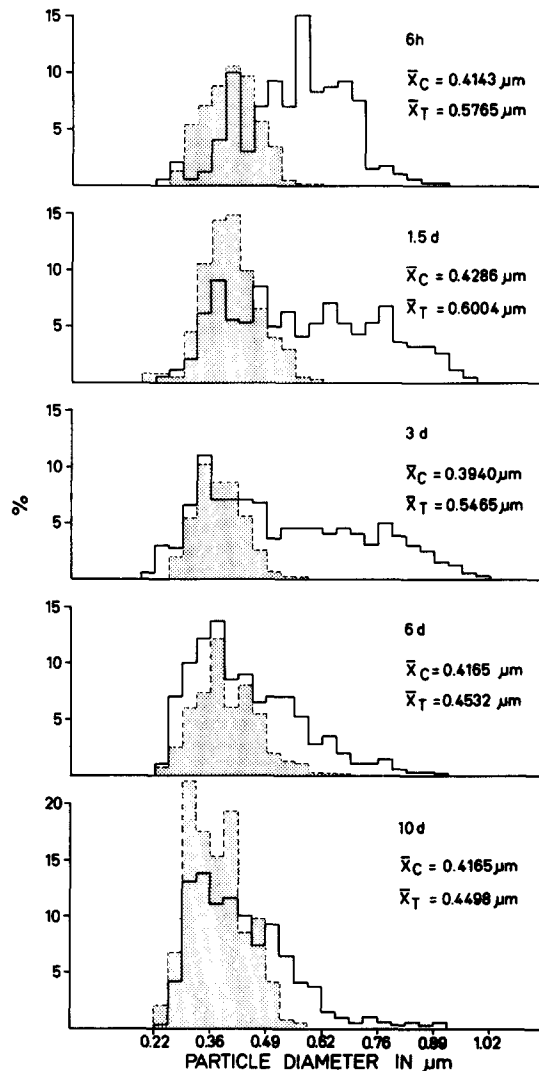 15
10
5
6h
X̄C = 0.4143 µm
X̄T = 0.5765 µm
15
10
5
1.5 d
X̄C = 0.4286 µm
X̄T = 0.6004 µm
15
10
5
3 d
X̄C = 0.3940 µm
X̄T = 0.5465 µm
%
15
10
5
6 d
X̄C = 0.4165 µm
X̄T = 0.4532 µm
20
15
10
5
10 d
X̄C = 0.4165 µm
X̄T = 0.4498 µm
0.22 0.36 0.49 0.62 0.76 0.89 1.02
PARTICLE DIAMETER IN µm